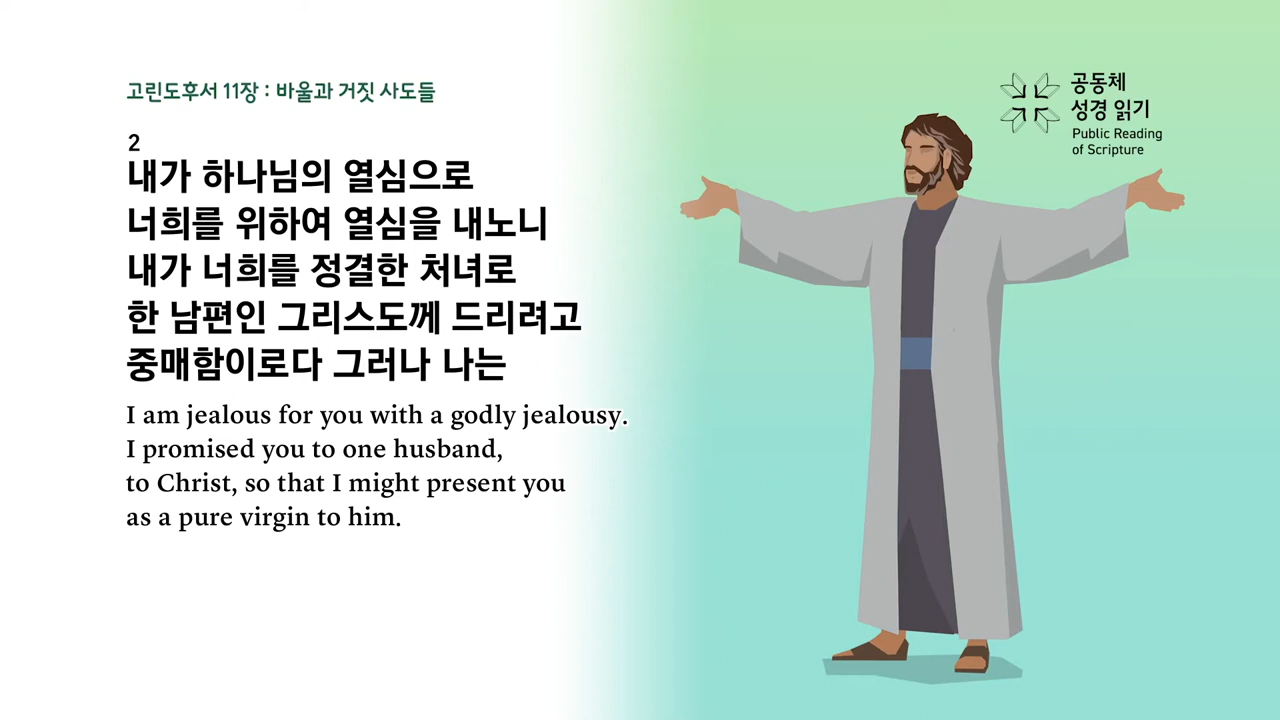 고린도후서 11장 : 바울과 거짓 사도들
2
내가 하나님의 열심으로
너희를 위하여 열심을 내노니
내가 너희를 정결한 처녀로
한 남편인 그리스도께 드리려고
중매함이로다 그러나 나는
I am jealous for you with a godly jealousy.
I promised you to one husband,
to Christ, so that I might present you
as a pure virgin to him.
공동체
성경 읽기
Public Reading
of Scripture